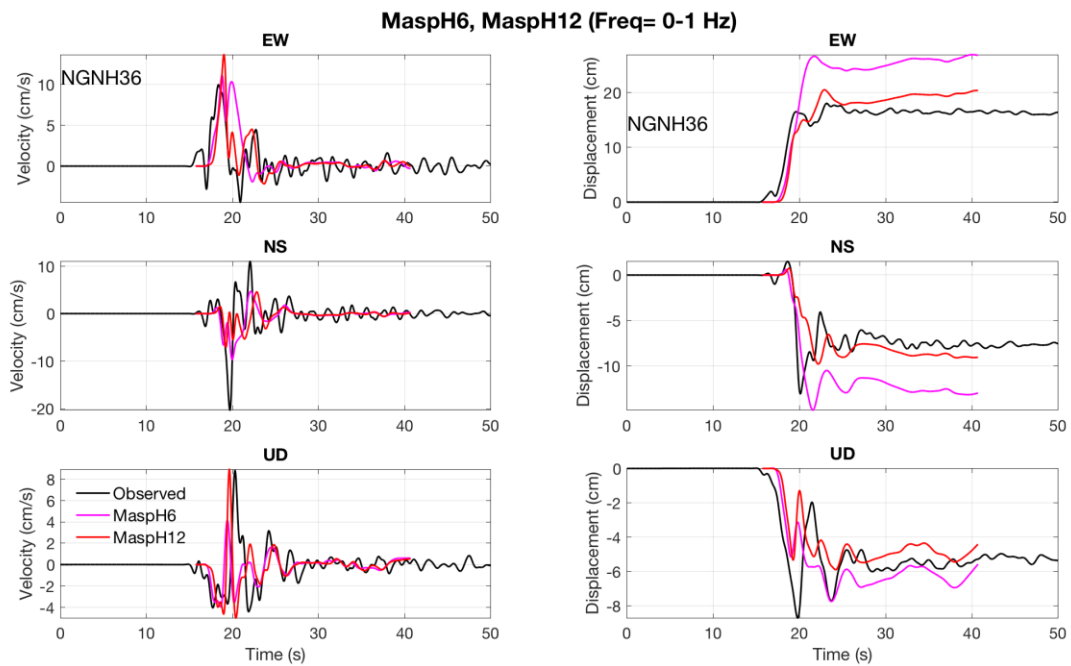 MaspH6, MaspH12 (Freq= 0-1 Hz)
EW
NGNH36
Velocity (cm/s)
10
5
0
0 10 20 30 40 50
EW
NGNH36
Displacement (cm)
20
10
0
0 10 20 30 40 50
NS
Velocity (cm/s)
10
0
-10
-20
0 10 20 30 40 50
NS
Displacement (cm)
0
-5
-10
0 10 20 30 40 50
UD
Velocity (cm/s)
8
6
4
2
0
-2
-4
Observed
MaspH6
MaspH12
0 10 20 30 40 50
Time (s)
UD
Displacement (cm)
0
-2
-4
-6
-8
0 10 20 30 40 50
Time (s)